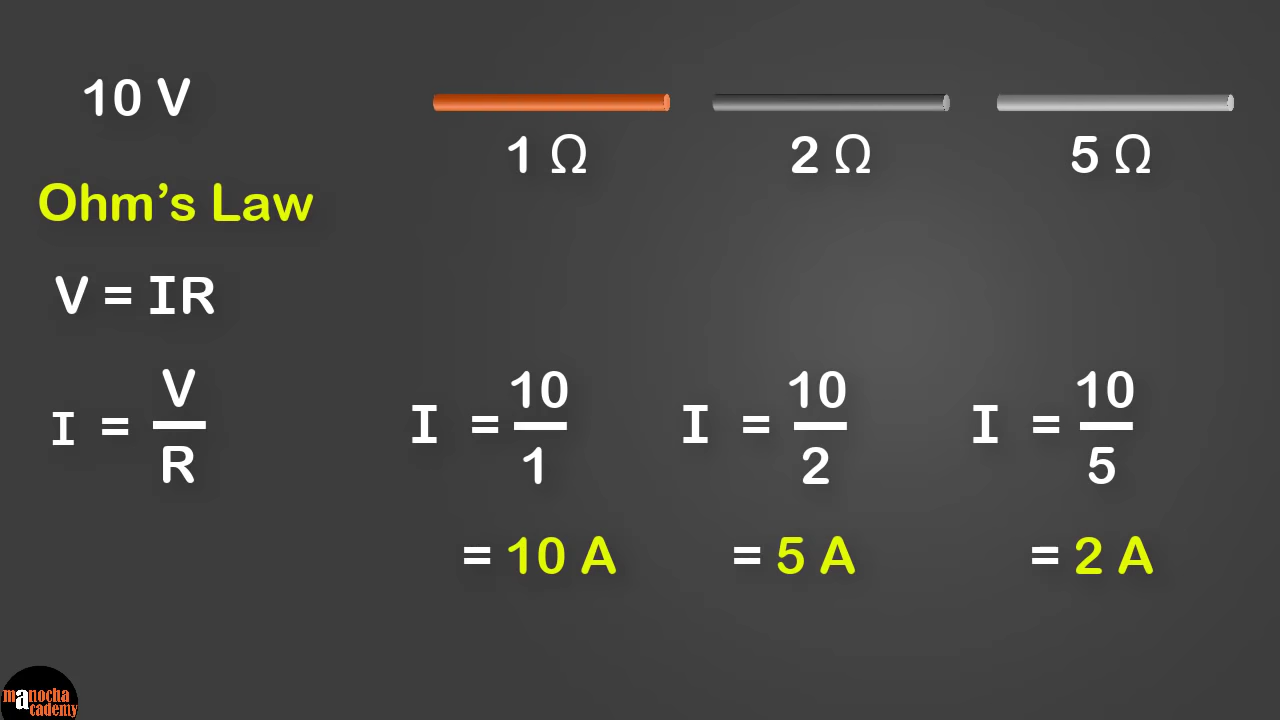 10 V
1 Ω
2 Ω
5 Ω
Ohm’s Law
V = IR
I = V/R
I = 10/1
I = 10/2
I = 10/5
= 10 A
= 5 A
= 2 A
manocha
academy